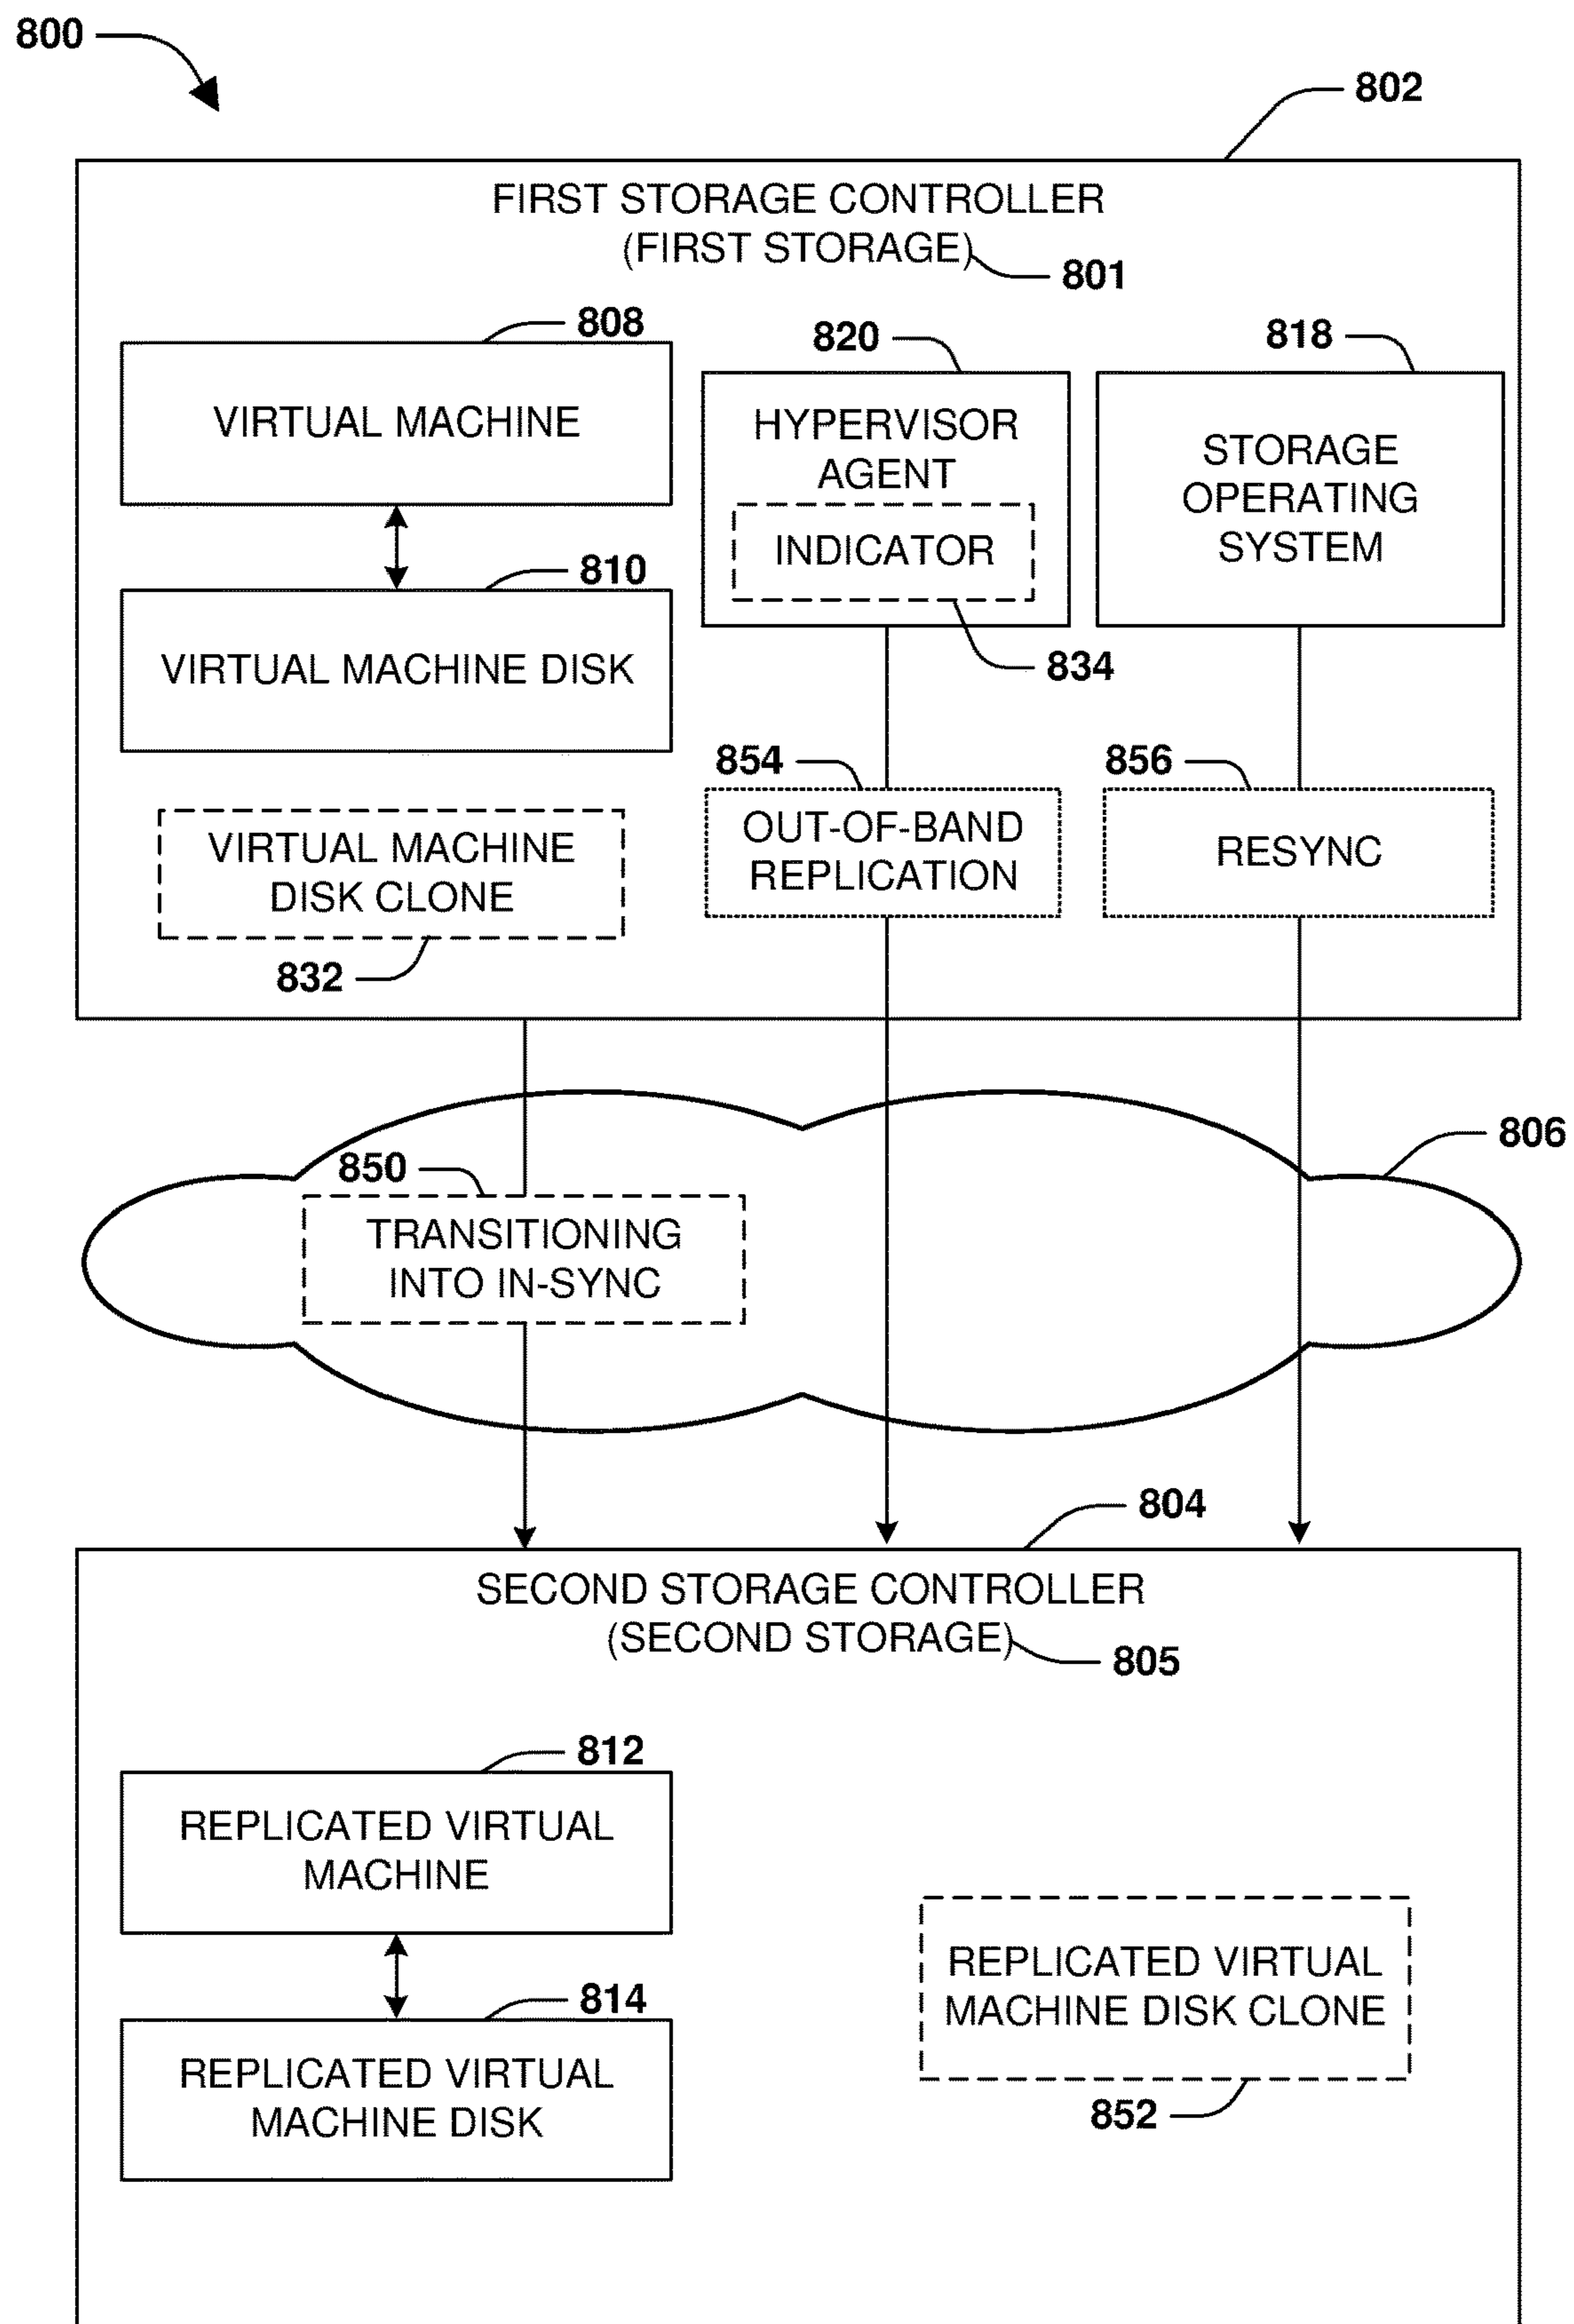 800
802
FIRST STORAGE CONTROLLER
(FIRST STORAGE)
801
808
820
818
VIRTUAL MACHINE
HYPERVISOR
AGENT
INDICATOR
STORAGE
OPERATING
SYSTEM
810
VIRTUAL MACHINE DISK
834
854
856
VIRTUAL MACHINE
DISK CLONE
OUT-OF-BAND
REPLICATION
RESYNC
832
806
850
TRANSITIONING
INTO IN-SYNC
804
SECOND STORAGE CONTROLLER
(SECOND STORAGE)
805
812
REPLICATED VIRTUAL
MACHINE
814
REPLICATED VIRTUAL
MACHINE DISK
REPLICATED VIRTUAL
MACHINE DISK CLONE
852